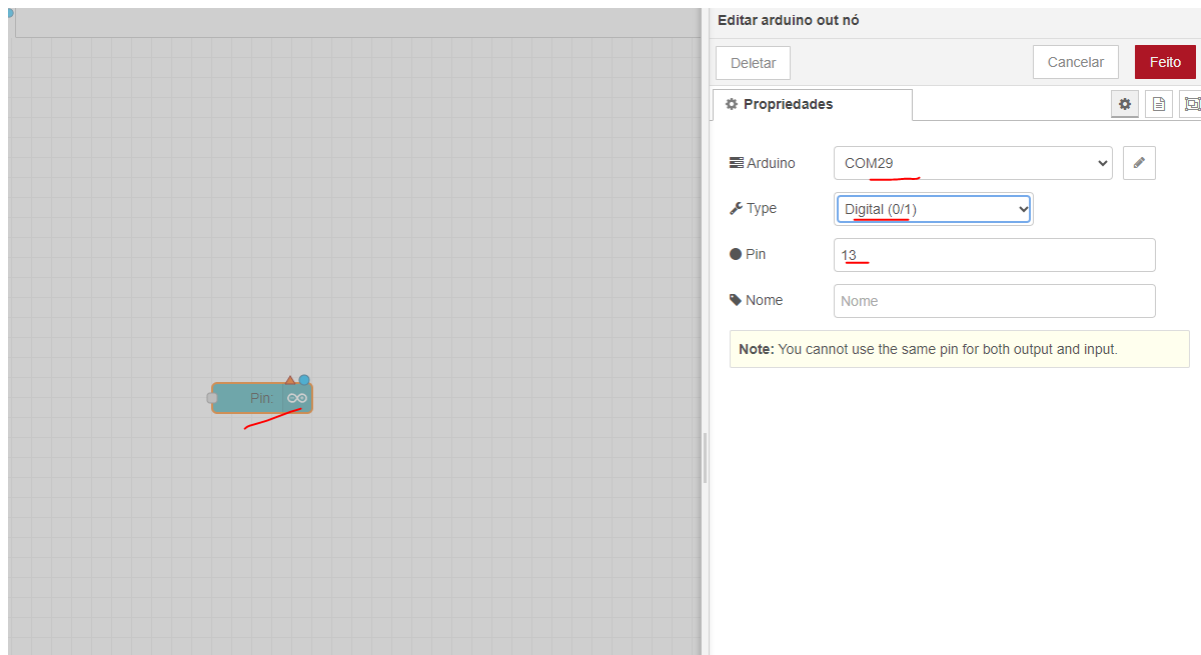 Editar arduino out nó
Deletar
Cancelar
Feito
Propriedades
Arduino
COM29
Type
Digital (0/1)
Pin
13
Nome
Nome
Note: You cannot use the same pin for both output and input.
Pin: